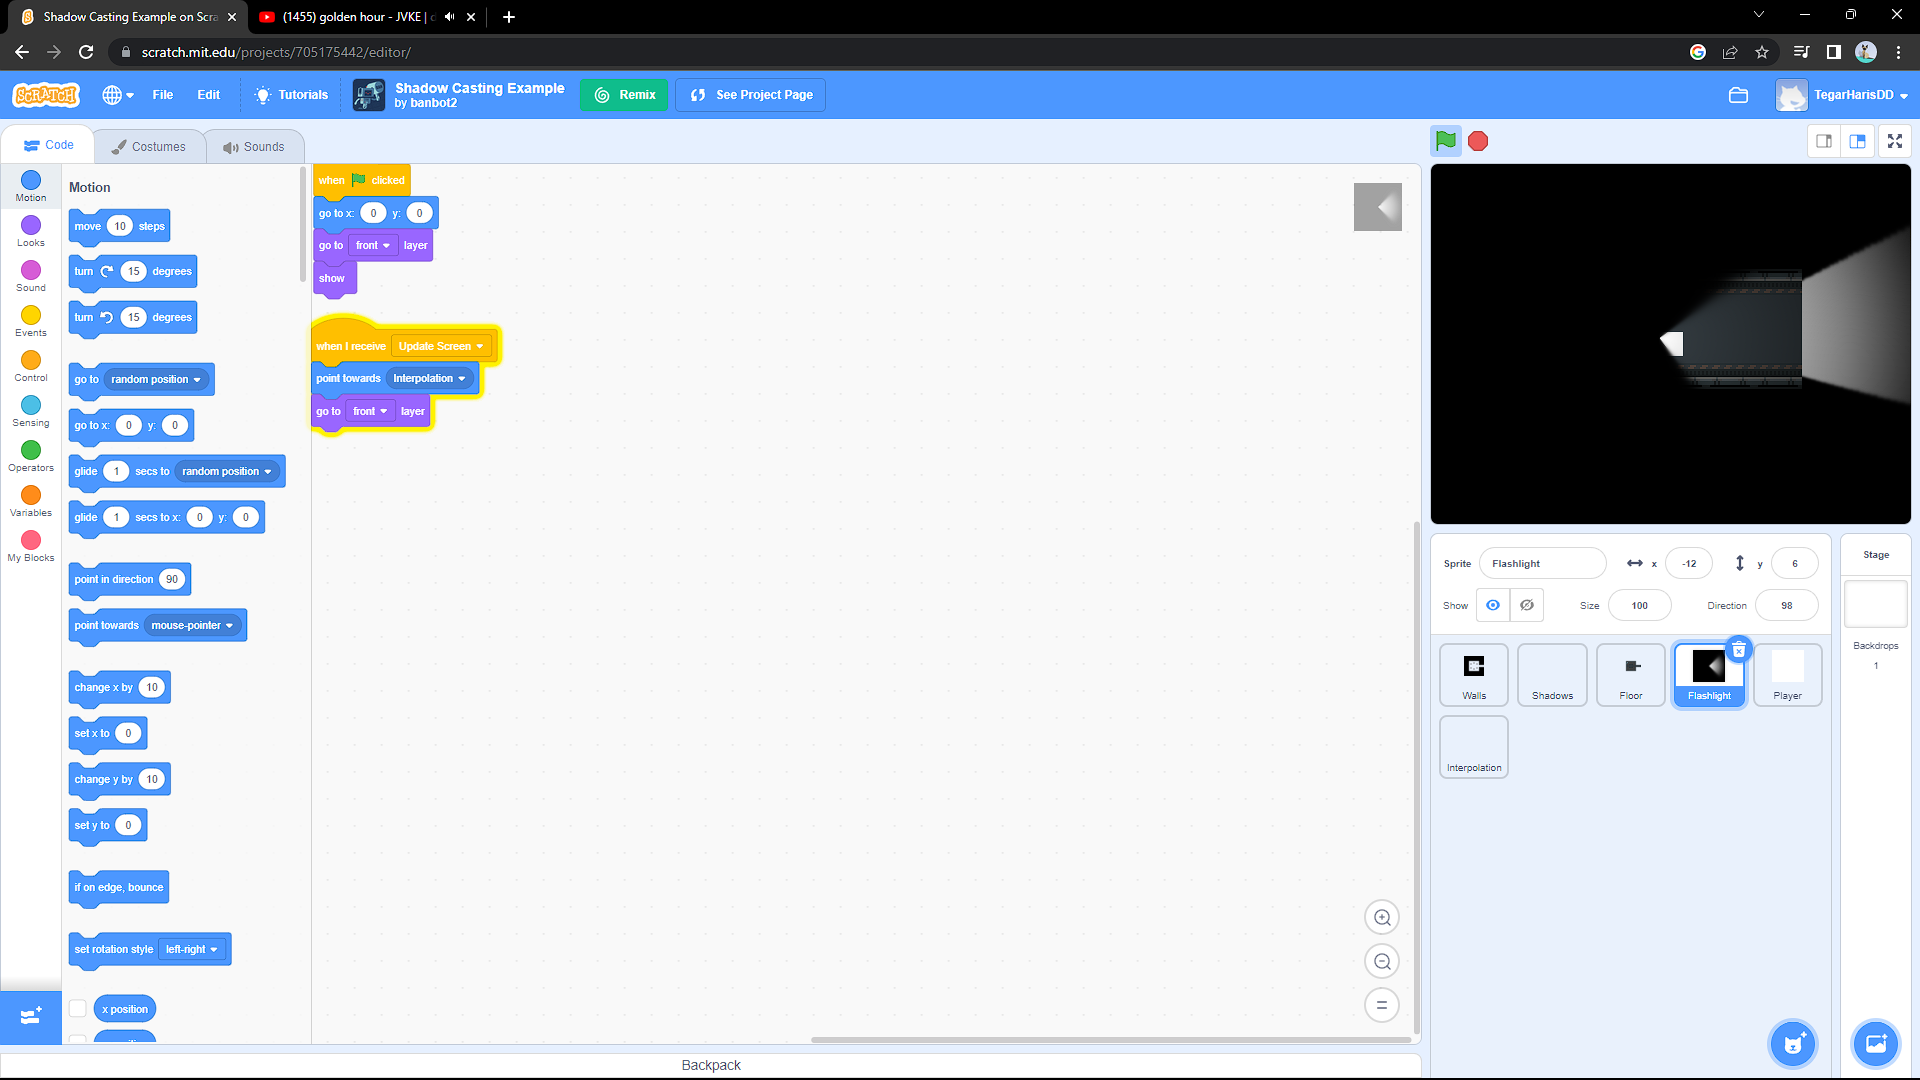 Shadow Casting Example on Scra
(1455) golden hour - JVKE |
scratch.mit.edu/projects/705175442/editor/
SCRATCH
File
Edit
Tutorials
Shadow Casting Example
by banbot2
Remix
See Project Page
TegarHarisDD
Code
Costumes
Sounds
Motion
Looks
Sound
Events
Control
Sensing
Operators
Variables
My Blocks
Motion
move 10 steps
turn 15 degrees
turn 15 degrees
go to random position
go to x: 0 y: 0
glide 1 secs to random position
glide 1 secs to x: 0 y: 0
point in direction 90
point towards mouse-pointer
change x by 10
set x to 0
change y by 10
set y to 0
if on edge, bounce
set rotation style left-right
x position
when clicked
go to x: 0 y: 0
go to front layer
show
when I receive Update Screen
point towards Interpolation
go to front layer
Sprite Flashlight x -12 y 6
Show Size 100 Direction 98
Walls
Shadows
Floor
Flashlight
Player
Interpolation
Stage
Backdrops
1
Backpack